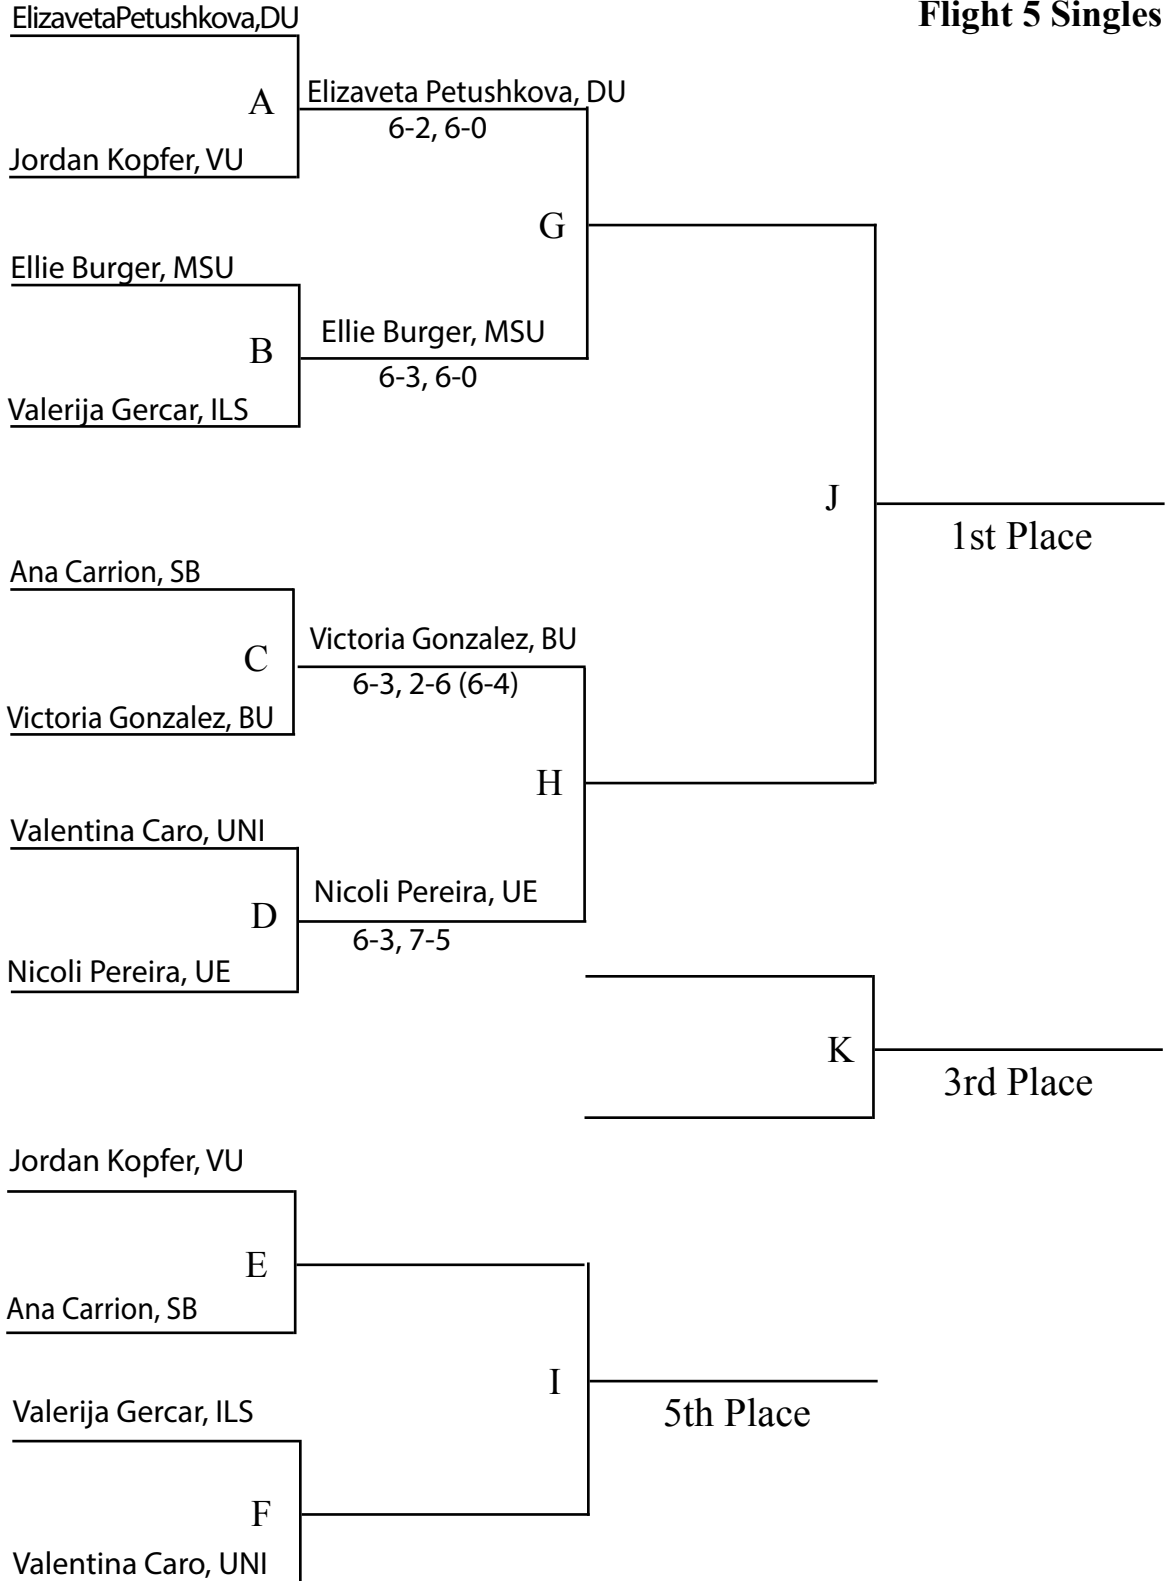 ElizavetaPetushkova,DU
Flight 5 Singles
A
Elizaveta Petushkova, DU
6-2, 6-0
Jordan Kopfer, VU
G
Ellie Burger, MSU
B
Ellie Burger, MSU
6-3, 6-0
Valerija Gercar, ILS
J
1st Place
Ana Carrion, SB
C
Victoria Gonzalez, BU
6-3, 2-6 (6-4)
Victoria Gonzalez, BU
H
Valentina Caro, UNI
D
Nicoli Pereira, UE
6-3, 7-5
Nicoli Pereira, UE
K
3rd Place
Jordan Kopfer, VU
E
Ana Carrion, SB
I
5th Place
Valerija Gercar, ILS
F
Valentina Caro, UNI